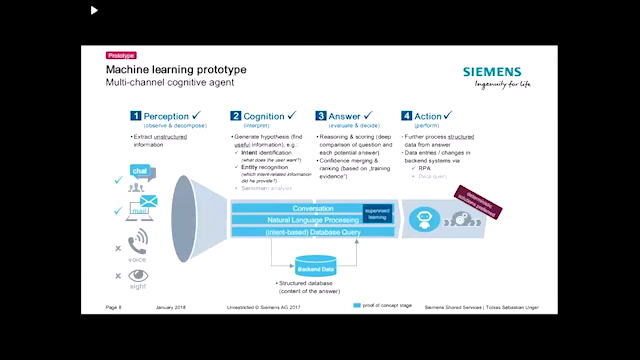 Prototype
Machine learning prototype
Multi-channel cognitive agent
SIEMENS
Ingenuity for life
1 Perception ✓
(observe & decompose)
• Extract unstructured
information
2 Cognition ✓
(interpret)
• Generate hypothesis (find
useful information), e.g.:
✓ Intent identification
(what does the user want?)
✓ Entity recognition
(which intent-related information
did he provide?)
Sentiment analysis
3 Answer ✓
(evaluate & decide)
• Reasoning & scoring (deep
comparison of question and
each potential answer)
• Confidence merging &
ranking (based on „training
evidence")
4 Action ✓
(perform)
• Further process structured
data from answer
• Data entries / changes in
backend systems via
✓ RPA
Data query
chat
mail
voice
sight
Conversation
Natural Language Processing
(intent-based) Database Query
supervised
learning
deterministic
solutions preferred
Backend Data
• Structured database
(content of the answer)
proof of concept stage
Page 8
January 2018
Unrestricted © Siemens AG 2017
Siemens Shared Services | Tobias Sebastian Unger